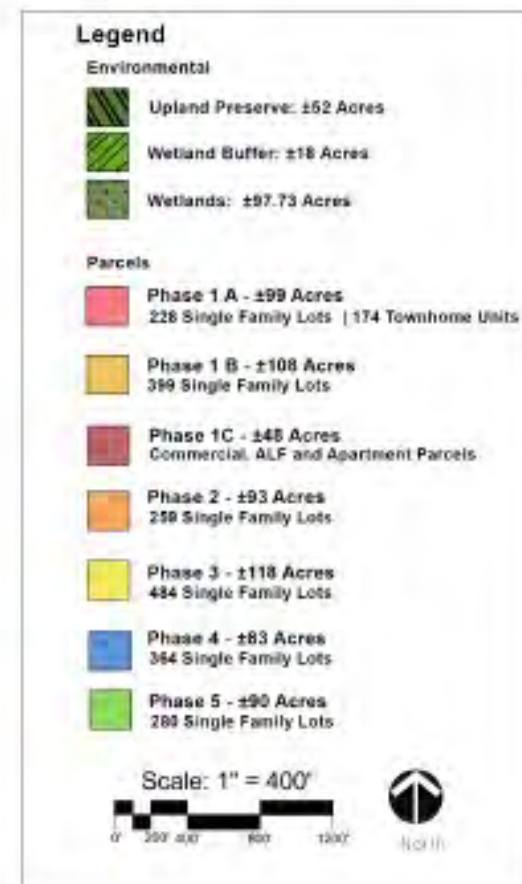 Legend
Environmental
Upland Preserve: ±52 Acres
Wetland Buffer: ±18 Acres
Wetlands: ±97.73 Acres
Parcels
Phase 1 A - ±99 Acres
228 Single Family Lots | 174 Townhome Units
Phase 1 B - ±108 Acres
399 Single Family Lots
Phase 1C - ±48 Acres
Commercial, ALF and Apartment Parcels
Phase 2 - ±93 Acres
259 Single Family Lots
Phase 3 - ±118 Acres
484 Single Family Lots
Phase 4 - ±83 Acres
364 Single Family Lots
Phase 5 - ±90 Acres
280 Single Family Lots
Scale: 1" = 400'
0' 200' 400' 800' 1200'
North